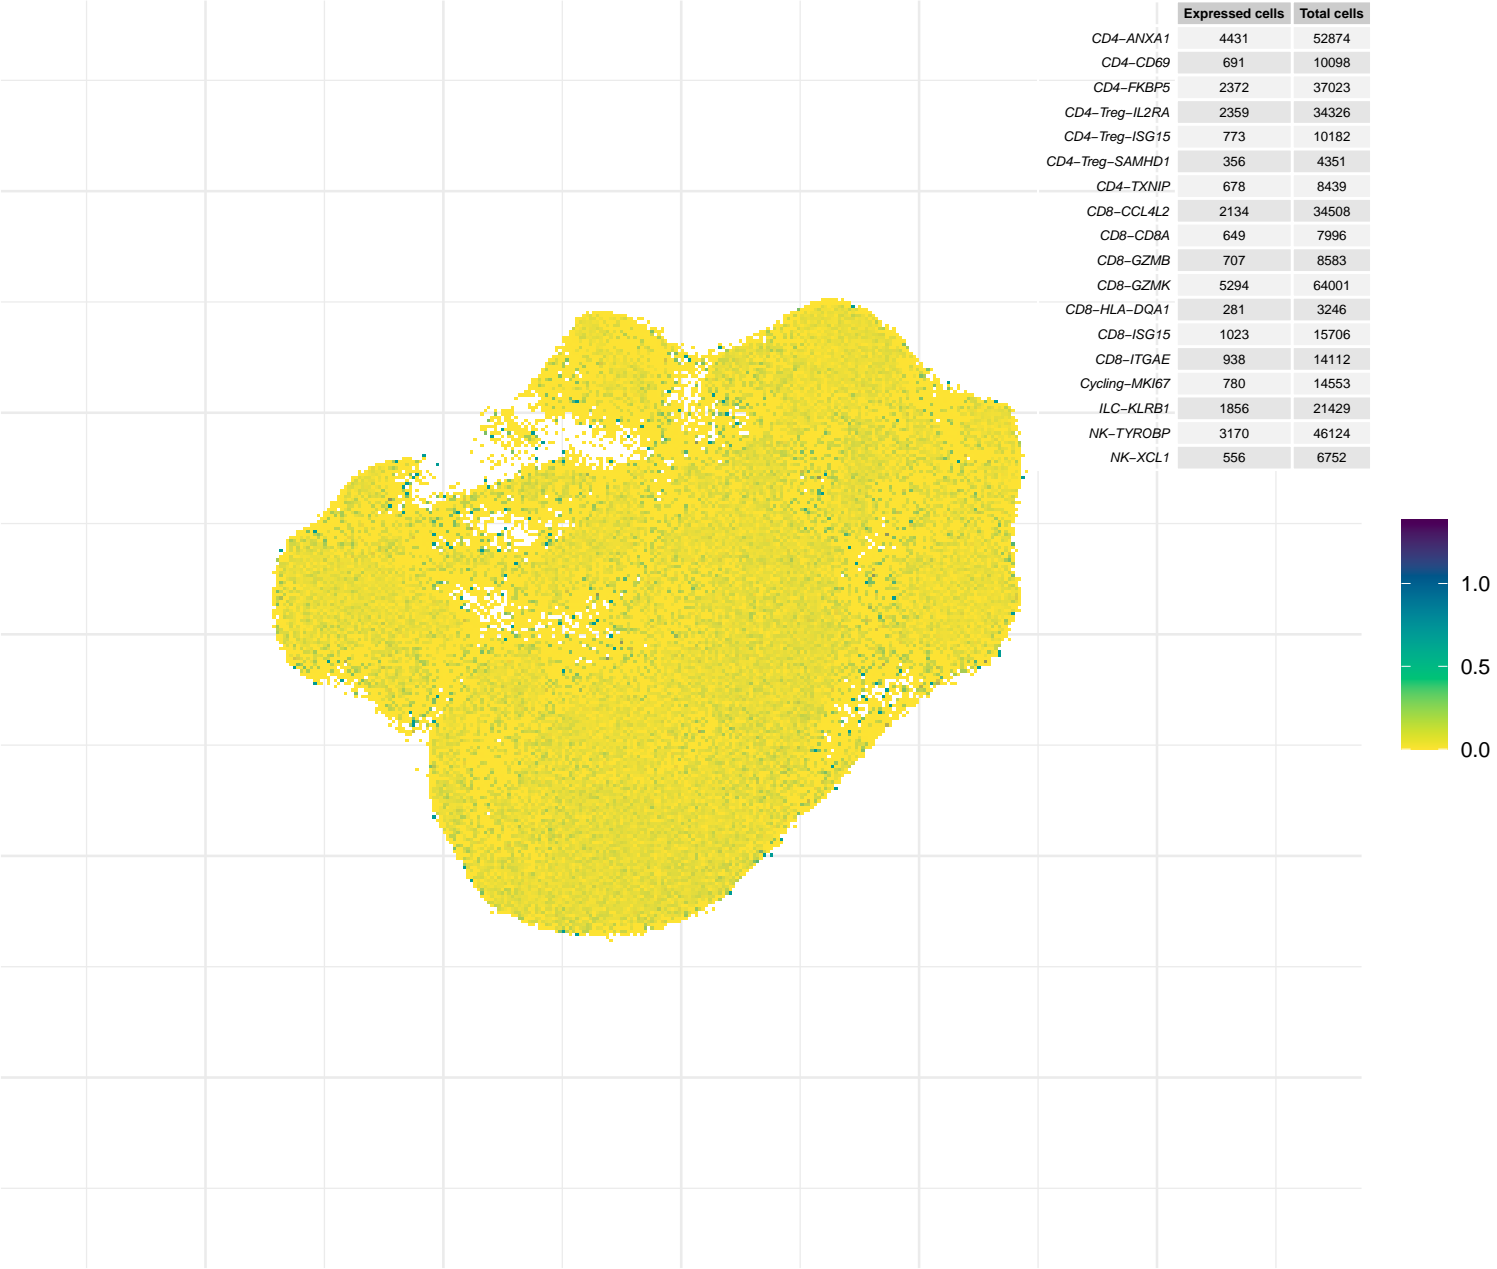 Expressed cells Total cells
CD4−ANXA1 4431 52874
CD4−CD69 691 10098
CD4−FKBP5 2372 37023
CD4−Treg−IL2RA 2359 34326
CD4−Treg−ISG15 773 10182
CD4−Treg−SAMHD1 356 4351
CD4−TXNIP 678 8439
CD8−CCL4L2 2134 34508
CD8−CD8A 649 7996
CD8−GZMB 707 8583
CD8−GZMK 5294 64001
CD8−HLA−DQA1 281 3246
CD8−ISG15 1023 15706
CD8−ITGAE 938 14112
Cycling−MKI67 780 14553
ILC−KLRB1 1856 21429
NK−TYROBP 3170 46124
NK−XCL1 556 6752
1.0
0.5
0.0